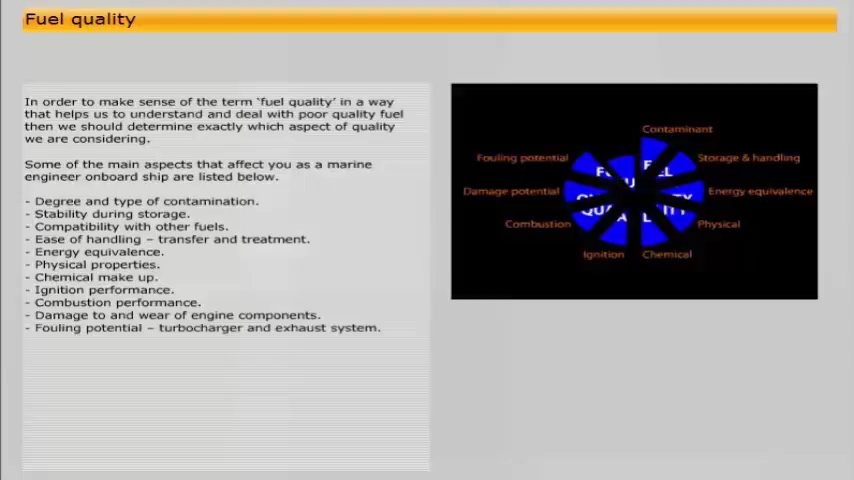 Fuel quality
In order to make sense of the term ‘fuel quality’ in a way
that helps us to understand and deal with poor quality fuel
then we should determine exactly which aspect of quality
we are considering.
Some of the main aspects that affect you as a marine
engineer onboard ship are listed below.
- Degree and type of contamination.
- Stability during storage.
- Compatibility with other fuels.
- Ease of handling – transfer and treatment.
- Energy equivalence.
- Physical properties.
- Chemical make up.
- Ignition performance.
- Combustion performance.
- Damage to and wear of engine components.
- Fouling potential – turbocharger and exhaust system.
Contaminant
Fouling potential
Storage & handling
Damage potential
Energy equivalence
Combustion
Physical
Ignition
Chemical